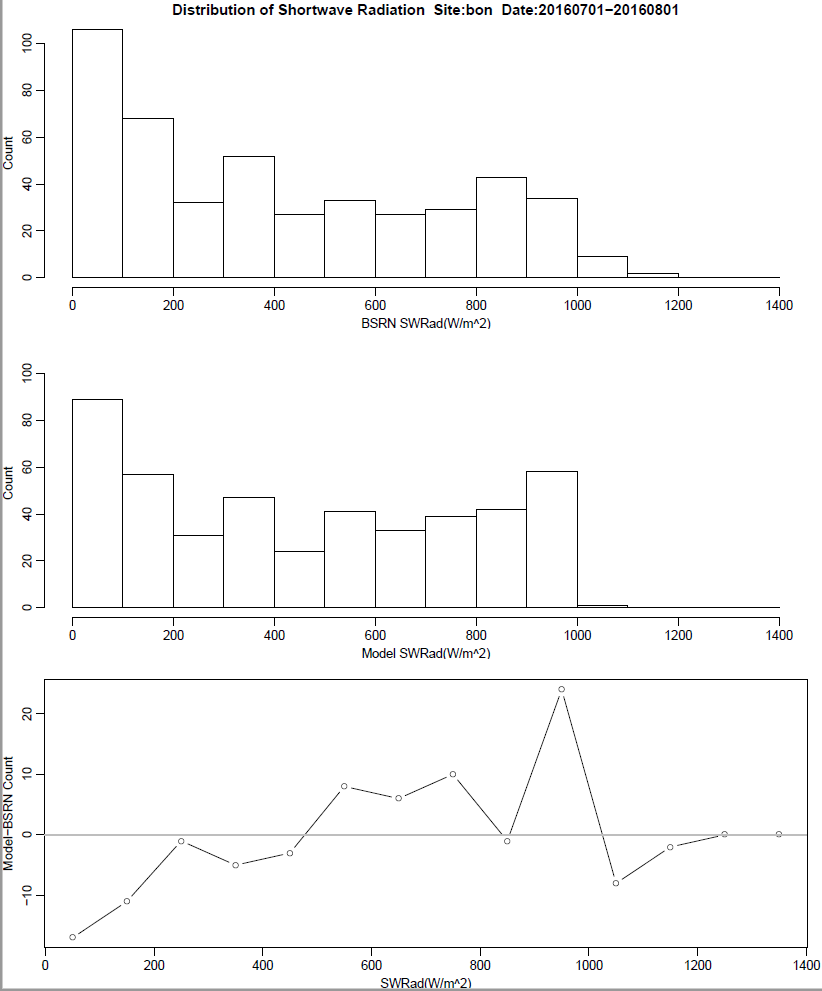 Distribution of Shortwave Radiation Site:bon Date:20160701−20160801
100
80
60
40
20
0
Count
0 200 400 600 800 1000 1200 1400
BSRN SWRad(W/m^2)
100
80
60
40
20
0
Count
0 200 400 600 800 1000 1200 1400
Model SWRad(W/m^2)
20
10
0
−10
Model−BSRN Count
0 200 400 600 800 1000 1200 1400
SWRad(W/m^2)